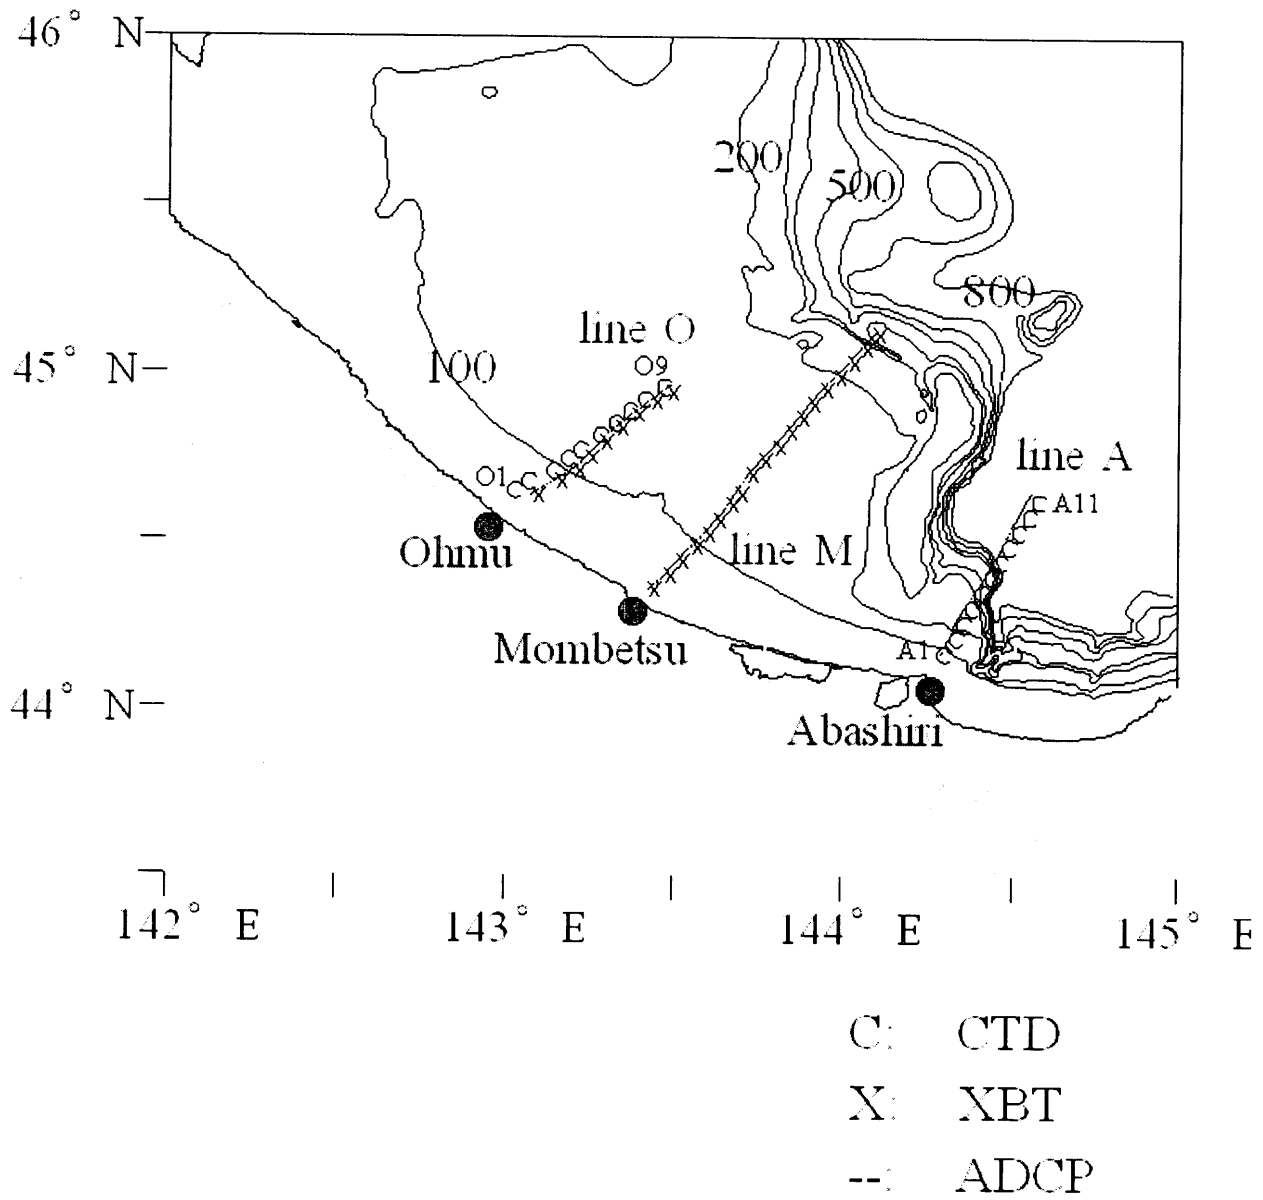 46° N
200
500
800
line O
O9
45° N
100
line A
O1
A11
Ohmu
line M
Mombetsu
A1
44° N
Abashiri
142° E 143° E 144° E 145° E
C: CTD
X: XBT
--: ADCP